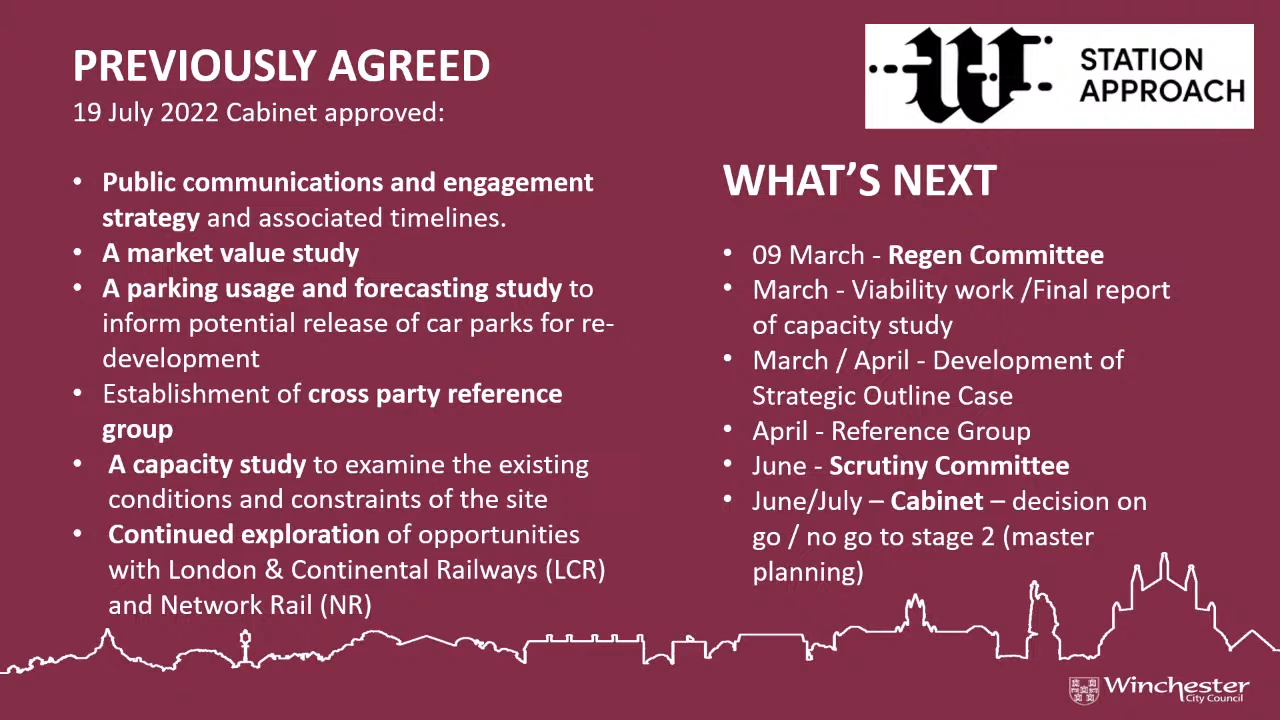 PREVIOUSLY AGREED
19 July 2022 Cabinet approved:
• Public communications and engagement
strategy and associated timelines.
• A market value study
• A parking usage and forecasting study to
inform potential release of car parks for re-
development
• Establishment of cross party reference
group
• A capacity study to examine the existing
conditions and constraints of the site
• Continued exploration of opportunities
with London & Continental Railways (LCR)
and Network Rail (NR)
W
STATION
APPROACH
WHAT’S NEXT
• 09 March - Regen Committee
• March - Viability work /Final report
of capacity study
• March / April - Development of
Strategic Outline Case
• April - Reference Group
• June - Scrutiny Committee
• June/July – Cabinet – decision on
go / no go to stage 2 (master
planning)
Winchester
City Council